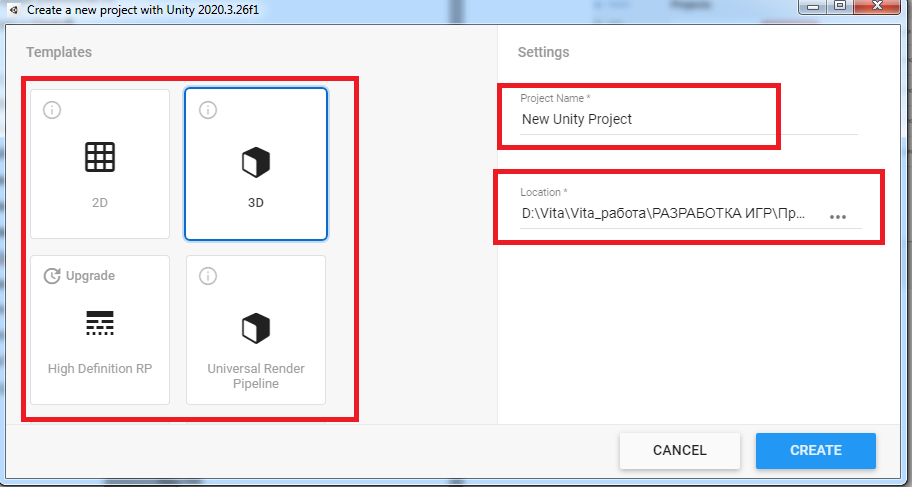 Create a new project with Unity 2020.3.26f1
Templates
2D
3D
Upgrade
High Definition RP
Universal Render
Pipeline
Settings
Project Name *
New Unity Project
Location *
D:\Vita\Vita_работа\РАЗРАБОТКА ИГР\Пр...
CANCEL
CREATE